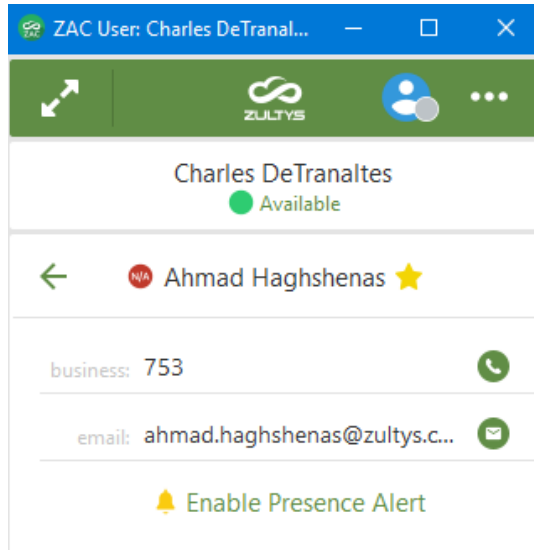 ZAC User: Charles DeTranal...
ZULTYS
Charles DeTranaltes
Available
N/A Ahmad Haghshenas
business: 753
email: ahmad.haghshenas@zultys.c...
Enable Presence Alert